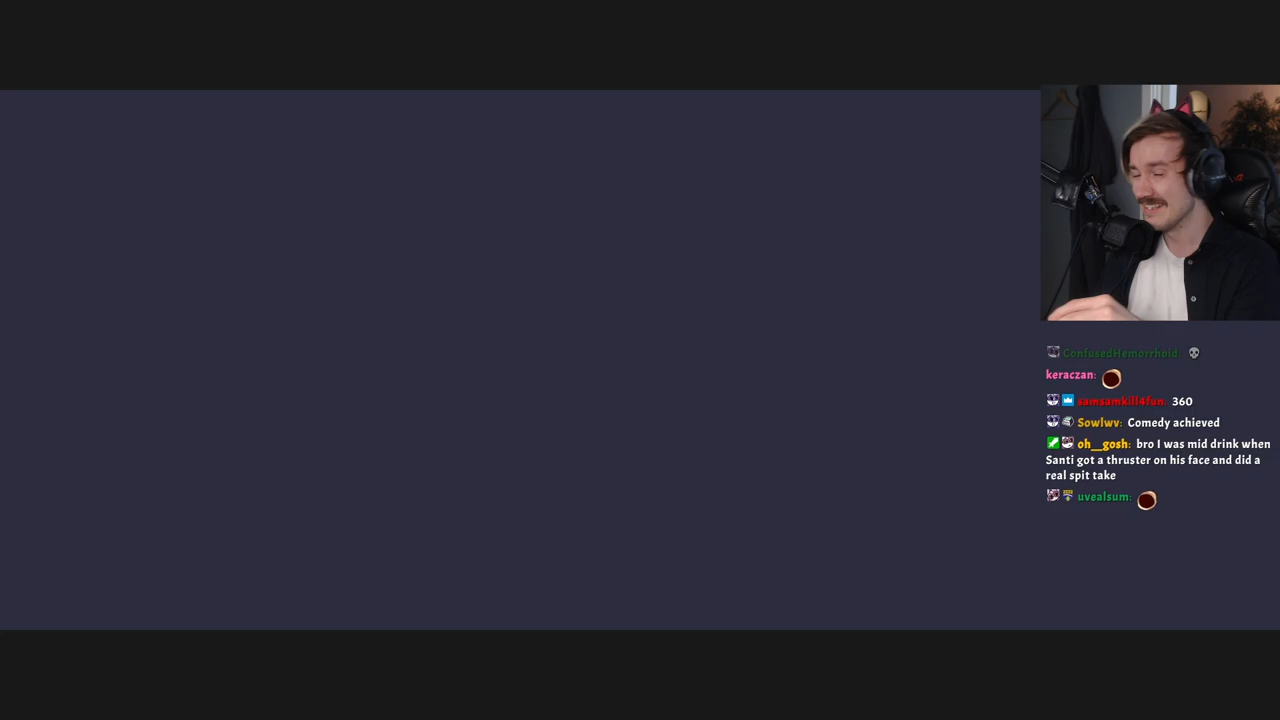 ConfusedHemorrhoid
keraczan:
samsamkill4fun: 360
Sowlwv: Comedy achieved
oh__gosh: bro I was mid drink when
Santi got a thruster on his face and did a
real spit take
uvealsum: